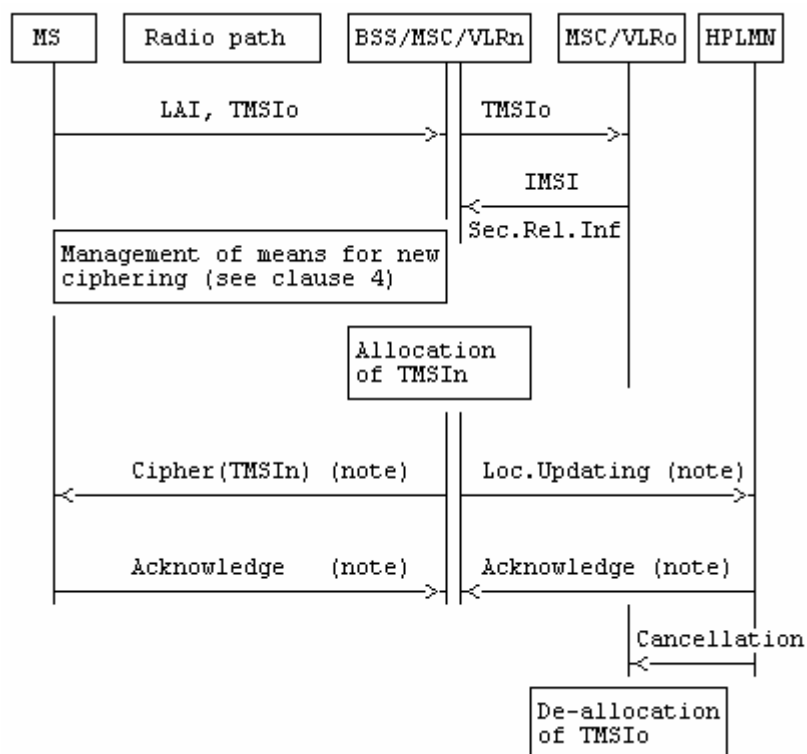 MS Radio path BSS/MSC/VLRn MSC/VLRo HPLMN
LAI, TMSIo TMSIo
IMSI
Sec.Rel.Inf
Management of means for new
ciphering (see clause 4)
Allocation
of TMSIn
Cipher(TMSIn) (note) Loc.Updating (note)
Acknowledge (note) Acknowledge (note)
Cancellation
De-allocation
of TMSIo